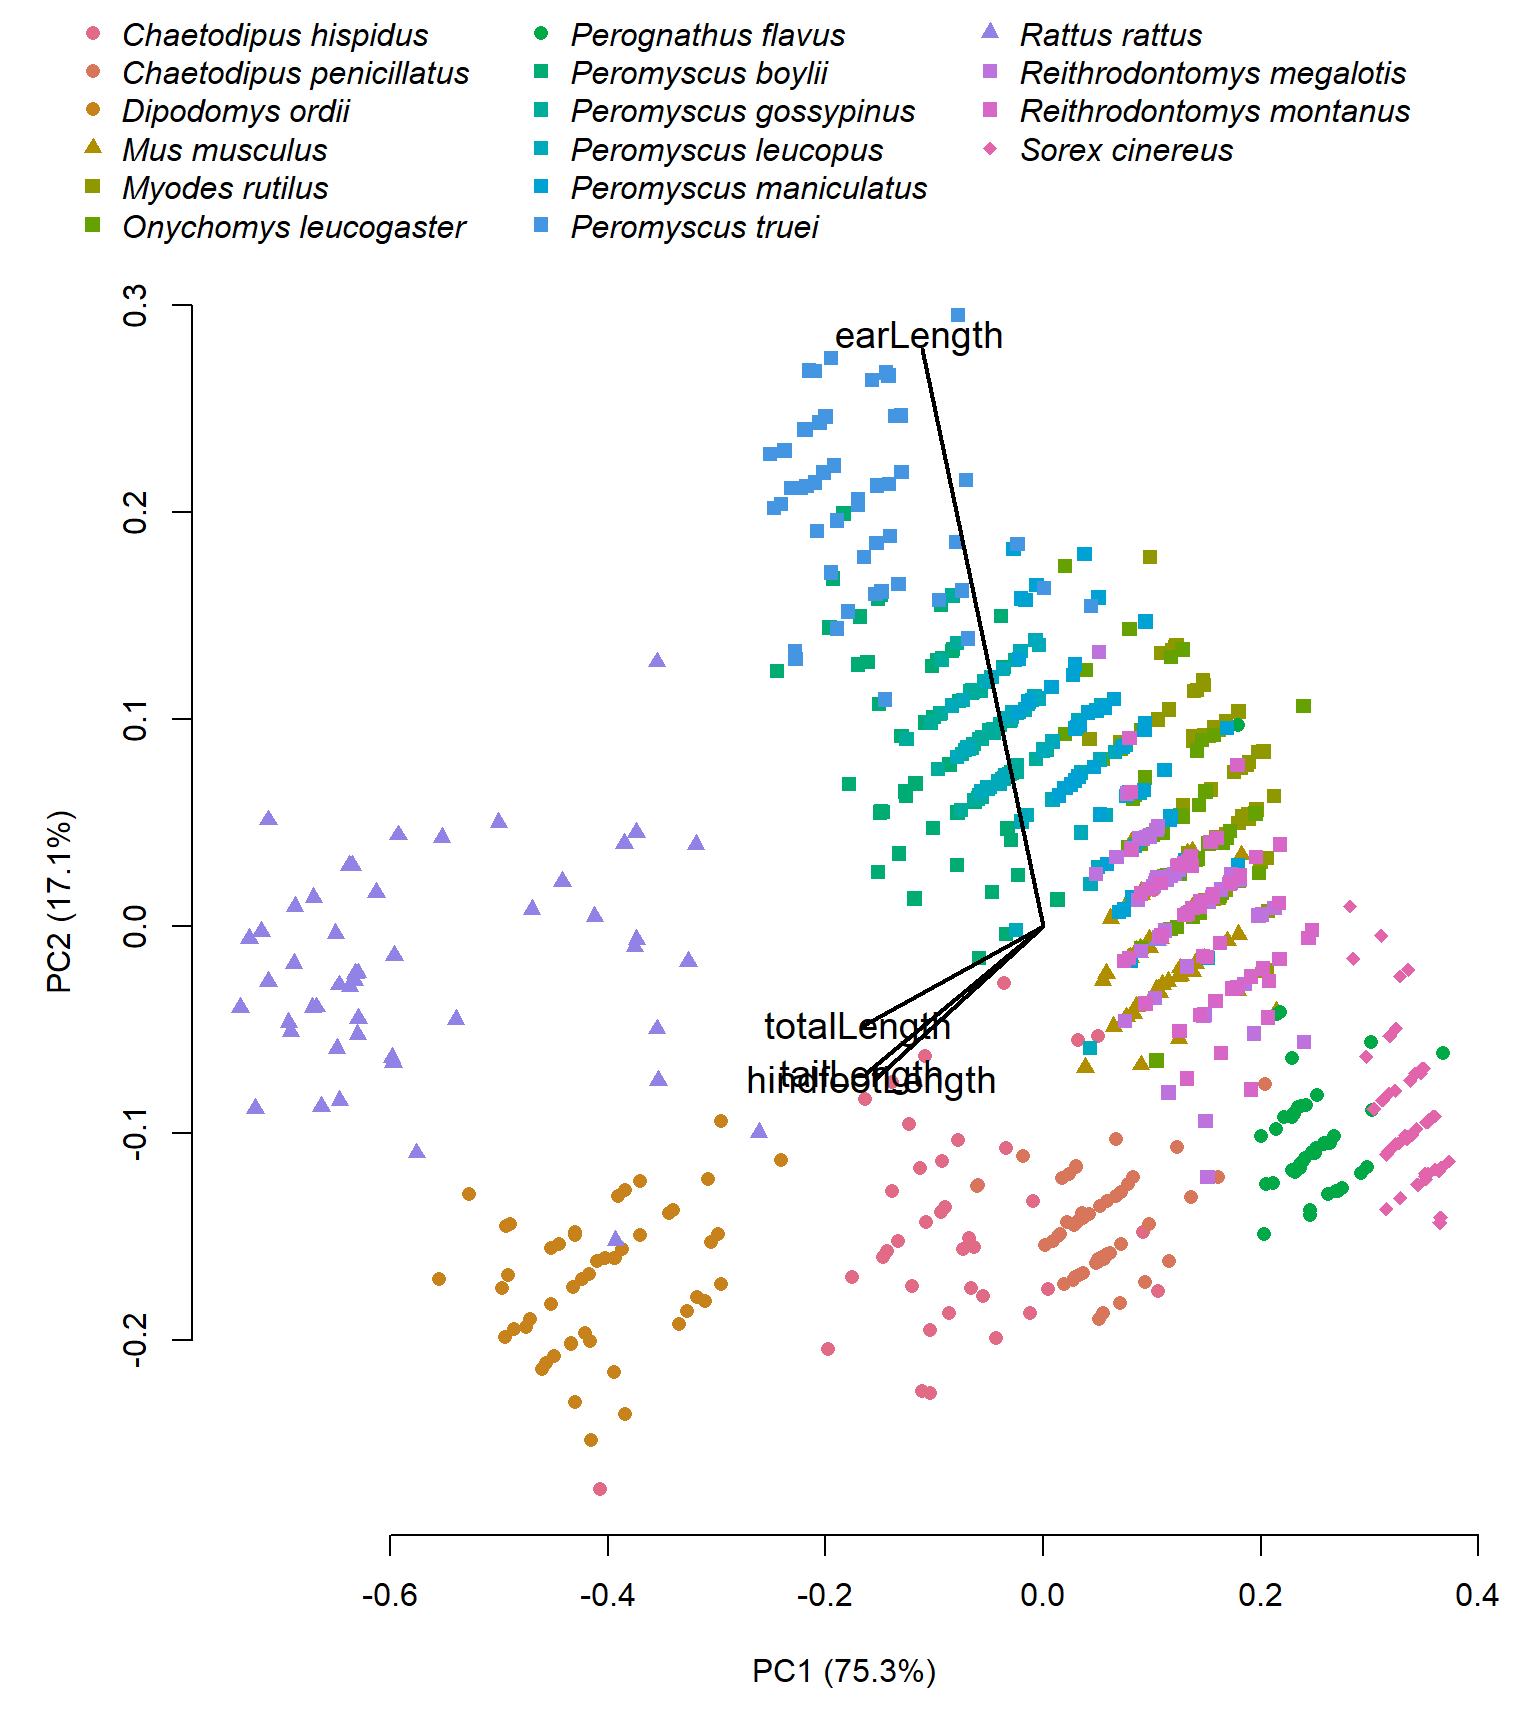 Chaetodipus hispidus
Chaetodipus penicillatus
Dipodomys ordii
Mus musculus
Myodes rutilus
Onychomys leucogaster
Perognathus flavus
Peromyscus boylii
Peromyscus gossypinus
Peromyscus leucopus
Peromyscus maniculatus
Peromyscus truei
Rattus rattus
Reithrodontomys megalotis
Reithrodontomys montanus
Sorex cinereus
0.3
0.2
0.1
0.0
-0.1
-0.2
PC2 (17.1%)
earLength
totalLength
tailLength
hindfootLength
-0.6
-0.4
-0.2
0.0
0.2
0.4
PC1 (75.3%)